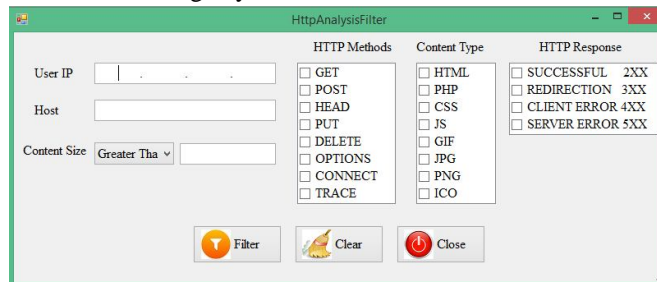 HttpAnalysisFilter
HTTP Methods Content Type HTTP Response
User IP . . .
Host
Content Size Greater Tha
GET
POST
HEAD
PUT
DELETE
OPTIONS
CONNECT
TRACE
HTML
PHP
CSS
JS
GIF
JPG
PNG
ICO
SUCCESSFUL 2XX
REDIRECTION 3XX
CLIENT ERROR 4XX
SERVER ERROR 5XX
Filter Clear Close